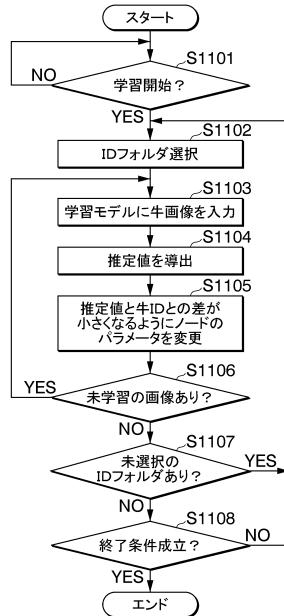 スタート
S1101
学習開始？
NO
YES
S1102
IDフォルダ選択
S1103
学習モデルに牛画像を入力
S1104
推定値を導出
S1105
推定値と牛IDとの差が
小さくなるようにノードの
パラメータを変更
S1106
未学習の画像あり？
YES
NO
S1107
未選択の
IDフォルダあり？
YES
NO
S1108
終了条件成立？
NO
YES
エンド